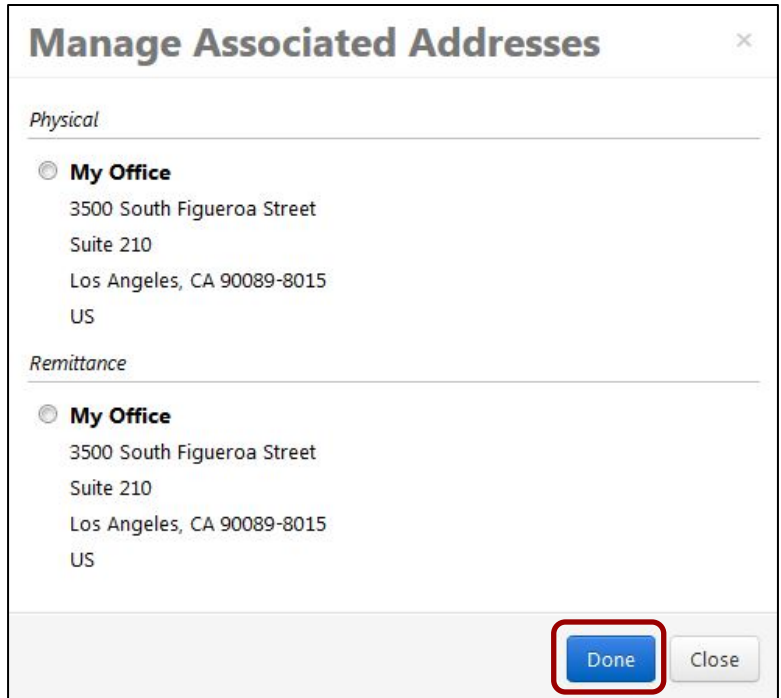 Manage Associated Addresses ×
Physical
My Office
3500 South Figueroa Street
Suite 210
Los Angeles, CA 90089-8015
US
Remittance
My Office
3500 South Figueroa Street
Suite 210
Los Angeles, CA 90089-8015
US
Done Close